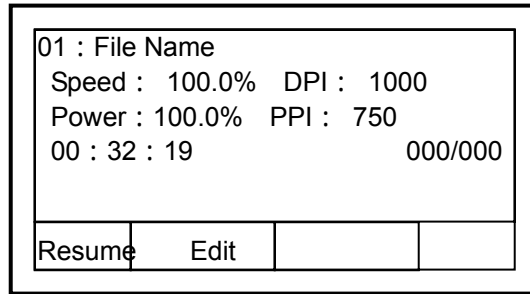 01：File Name
Speed： 100.0% DPI： 1000
Power：100.0% PPI： 750
00：32：19 000/000
Resume Edit